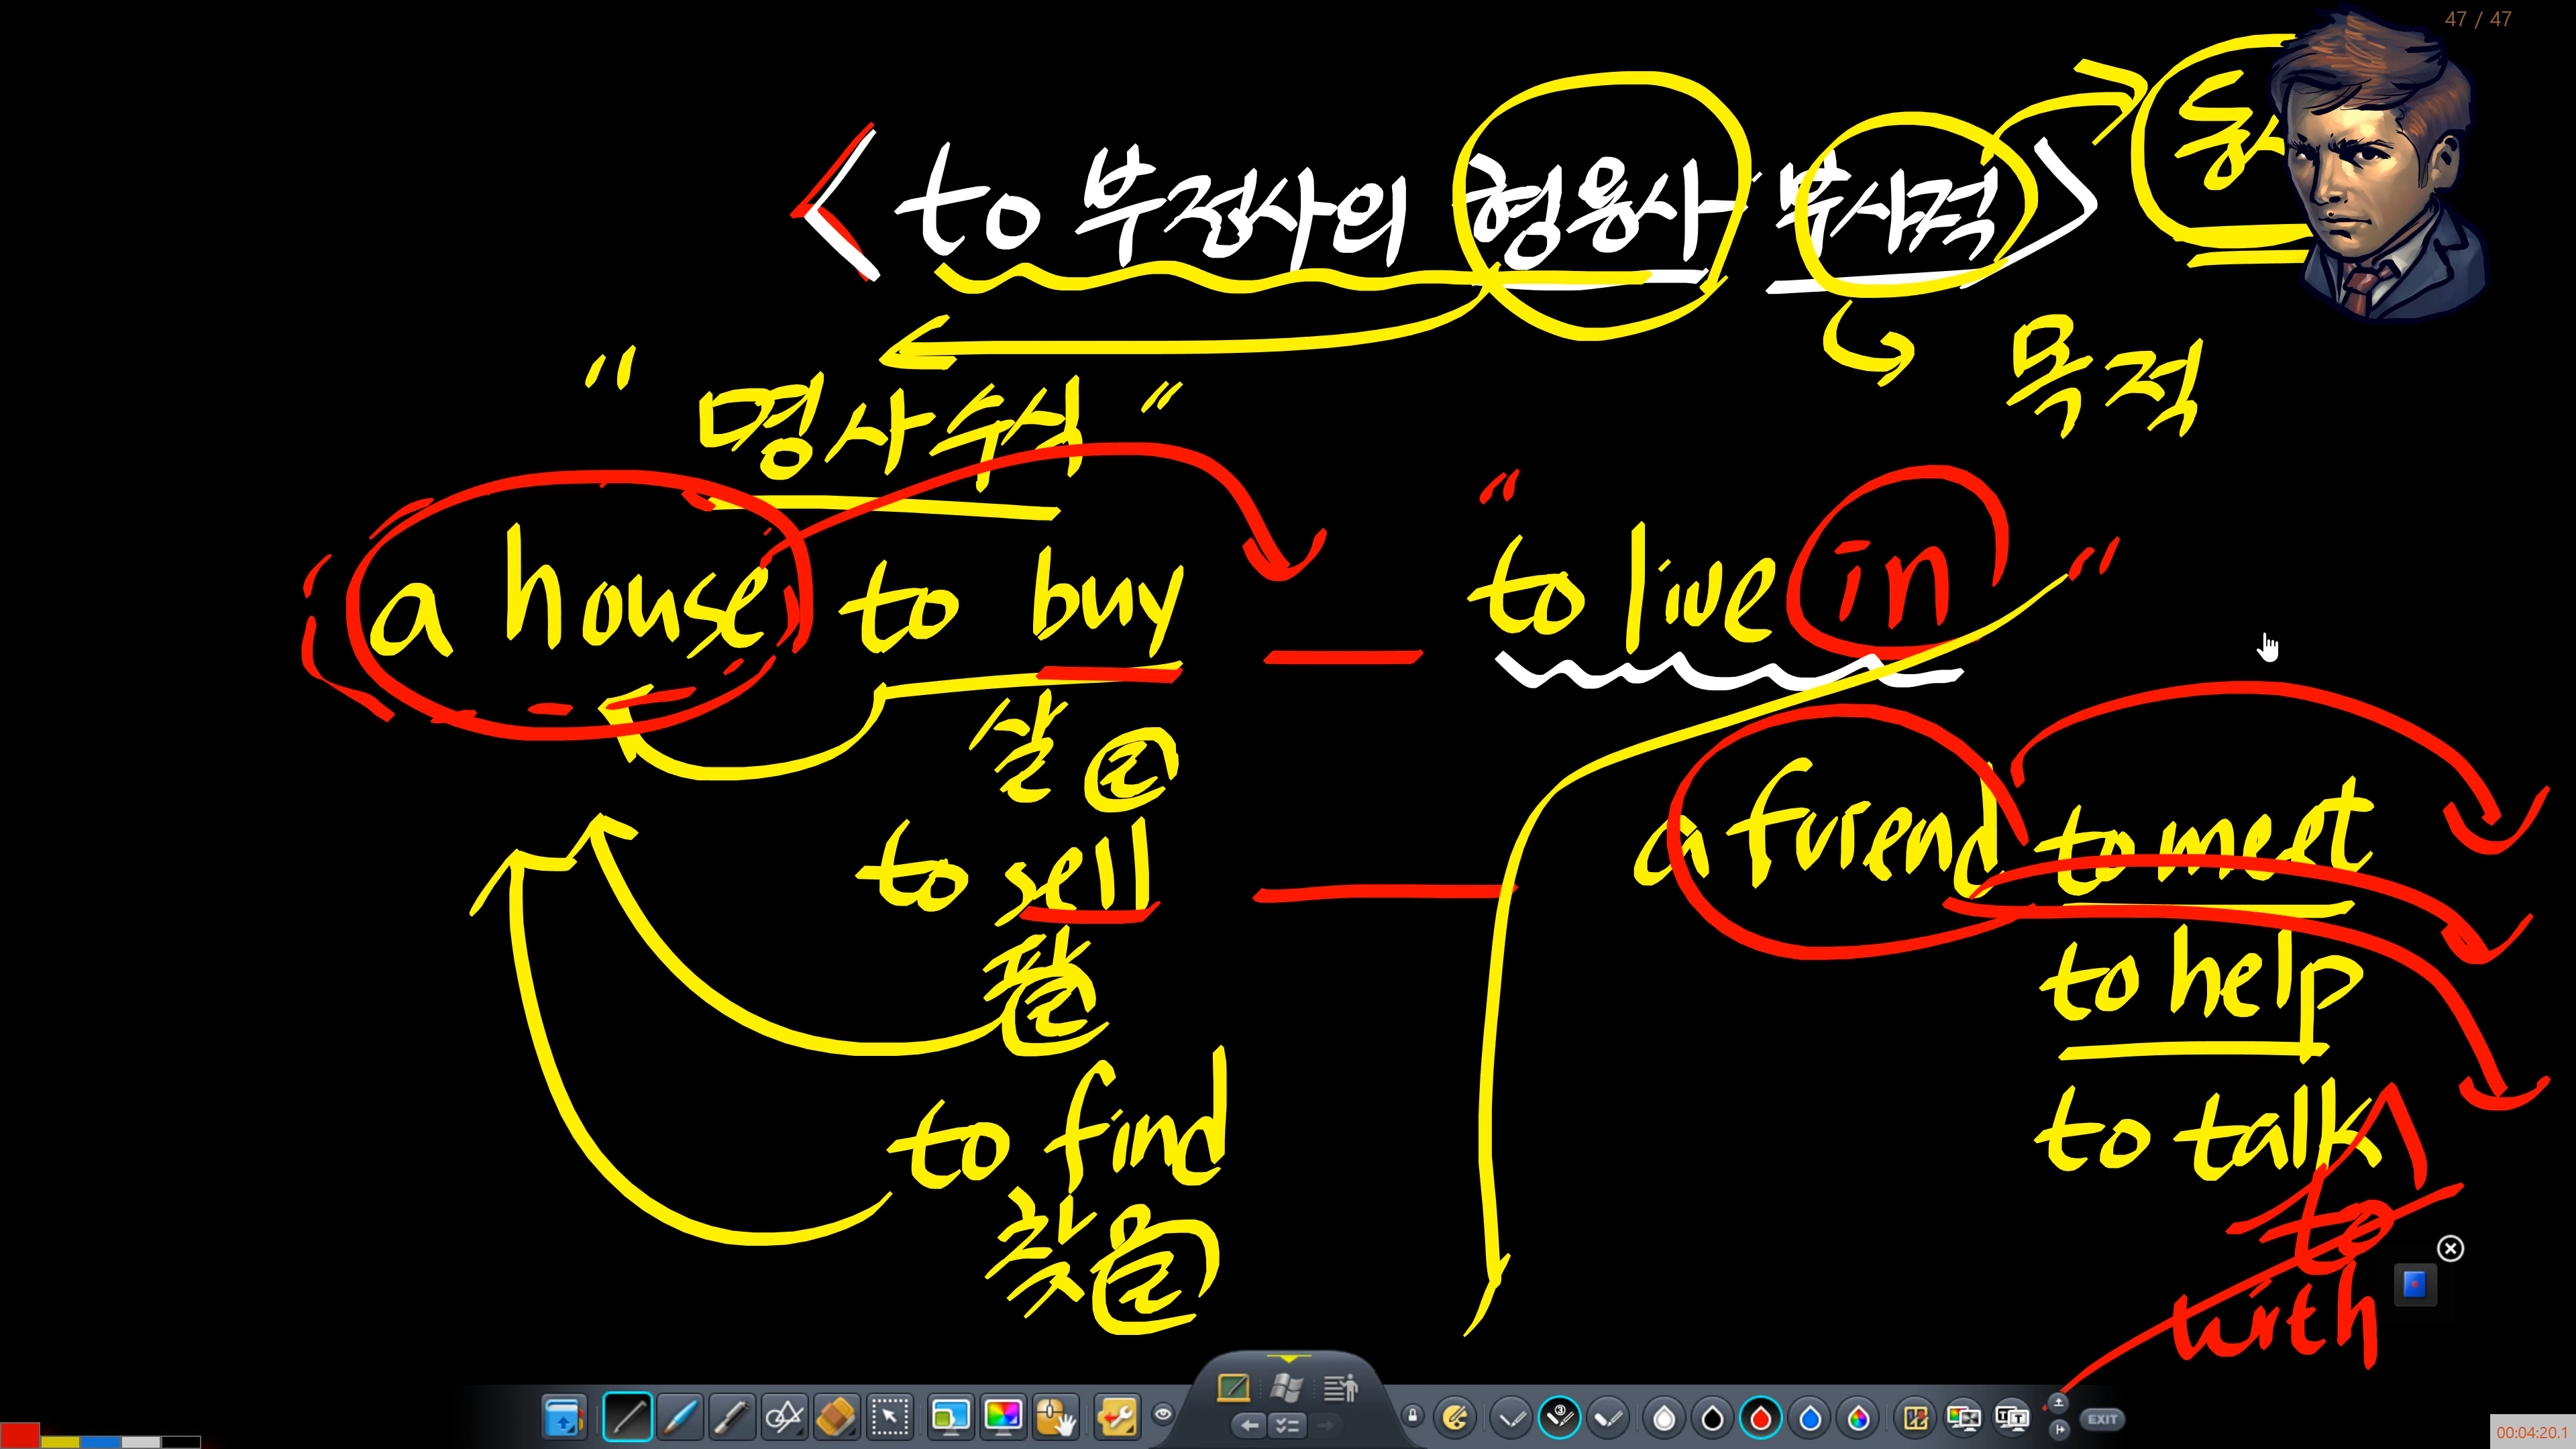 47 / 47
< to 부정사의 형용사 부사적 >
목적
" 명사수식 "
a house to buy — "to live in"
살 ㄹ
a friend to meet
to sell
팔
to help
to find
to talk
찾을
to
with
EXIT
00:04:20.1